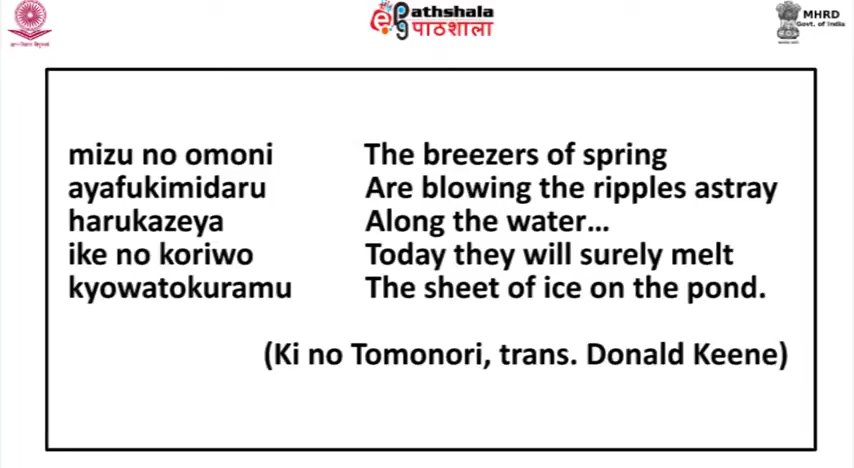 Pathshala
पाठशाला
MHRD
Govt. of India
mizu no omoni The breezers of spring
ayafukimidaru Are blowing the ripples astray
harukazeya Along the water...
ike no koriwo Today they will surely melt
kyowatokuramu The sheet of ice on the pond.
(Ki no Tomonori, trans. Donald Keene)